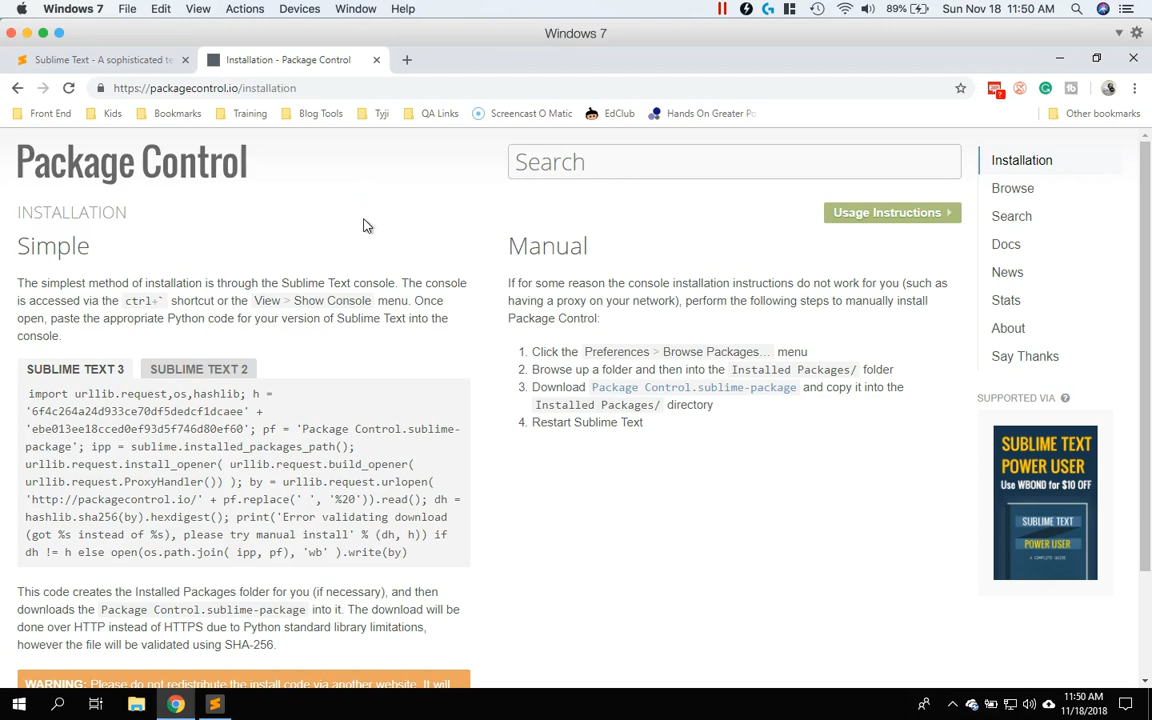 Windows 7 File Edit View Actions Devices Window Help 89% Sun Nov 18 11:50 AM
Windows 7
Sublime Text - A sophisticated te Installation - Package Control
https://packagecontrol.io/installation
Front End Kids Bookmarks Training Blog Tools Tyji QA Links Screencast O Matic EdClub Hands On Greater Po Other bookmarks
Package Control
Search
INSTALLATION
Usage Instructions
Simple
The simplest method of installation is through the Sublime Text console. The console
is accessed via the ctrl+` shortcut or the View > Show Console menu. Once
open, paste the appropriate Python code for your version of Sublime Text into the
console.
SUBLIME TEXT 3 SUBLIME TEXT 2
import urllib.request,os,hashlib; h =
'6f4c264a24d933ce70df5dedcf1dcaee' +
'ebe013ee18cced0ef93d5f746d80ef60'; pf = 'Package Control.sublime-
package'; ipp = sublime.installed_packages_path();
urllib.request.install_opener( urllib.request.build_opener(
urllib.request.ProxyHandler()) ); by = urllib.request.urlopen(
'http://packagecontrol.io/' + pf.replace(' ', '%20')).read(); dh =
hashlib.sha256(by).hexdigest(); print('Error validating download
(got %s instead of %s), please try manual install' % (dh, h)) if
dh != h else open(os.path.join( ipp, pf), 'wb' ).write(by)
This code creates the Installed Packages folder for you (if necessary), and then
downloads the Package Control.sublime-package into it. The download will be
done over HTTP instead of HTTPS due to Python standard library limitations,
however the file will be validated using SHA-256.
WARNING: Please do not redistribute the install code via another website. It will
Manual
If for some reason the console installation instructions do not work for you (such as
having a proxy on your network), perform the following steps to manually install
Package Control:
1. Click the Preferences > Browse Packages… menu
2. Browse up a folder and then into the Installed Packages/ folder
3. Download Package Control.sublime-package and copy it into the
Installed Packages/ directory
4. Restart Sublime Text
Installation
Browse
Search
Docs
News
Stats
About
Say Thanks
SUPPORTED VIA ?
SUBLIME TEXT
POWER USER
Use WBOND for $10 OFF
SUBLIME TEXT
POWER USER
A COMPLETE GUIDE
11:50 AM
11/18/2018